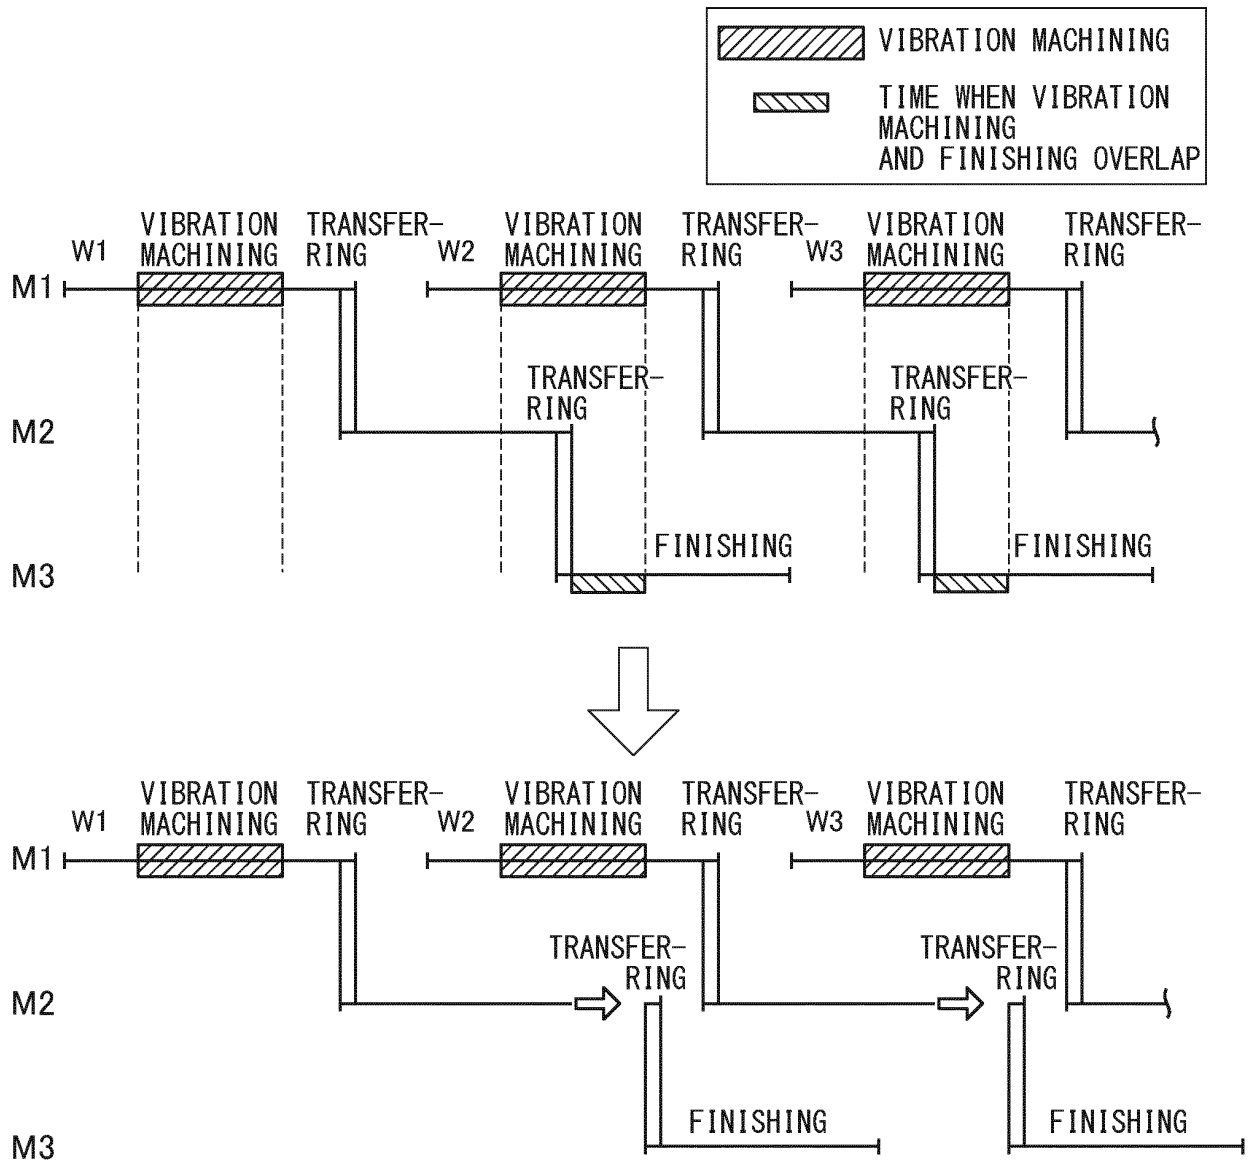 VIBRATION MACHINING
TIME WHEN VIBRATION
MACHINING
AND FINISHING OVERLAP
VIBRATION TRANSFER- VIBRATION TRANSFER- VIBRATION TRANSFER-
W1 MACHINING RING W2 MACHINING RING W3 MACHINING RING
M1
TRANSFER- TRANSFER-
RING RING
M2
FINISHING FINISHING
M3
VIBRATION TRANSFER- VIBRATION TRANSFER- VIBRATION TRANSFER-
W1 MACHINING RING W2 MACHINING RING W3 MACHINING RING
M1
TRANSFER- TRANSFER-
RING RING
M2
FINISHING FINISHING
M3